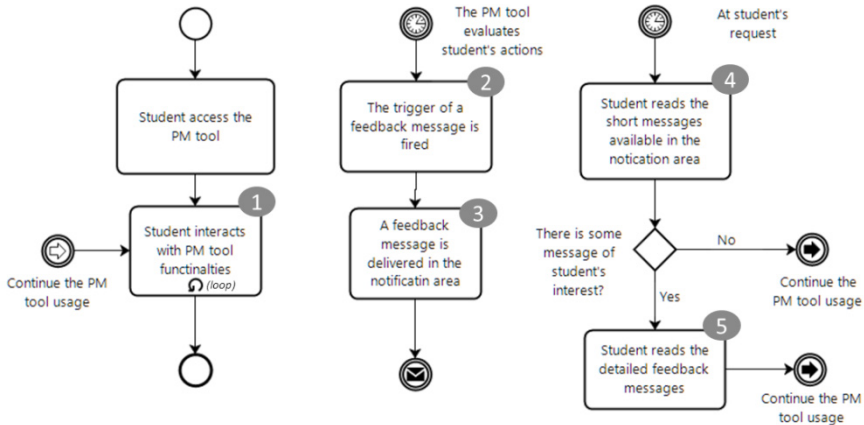 Student access the
PM tool
1
Student interacts
with PM tool
functinalties
(loop)
Continue the PM
tool usage
The PM tool
evaluates
student's actions
2
The trigger of a
feedback message is
fired
3
A feedback
message is
delivered in the
notificatin area
At student's
request
4
Student reads the
short messages
available in the
notication area
There is some
message of
student's
interest?
No
Continue the
PM tool usage
Yes
5
Student reads the
detailed feedback
messages
Continue the PM
tool usage